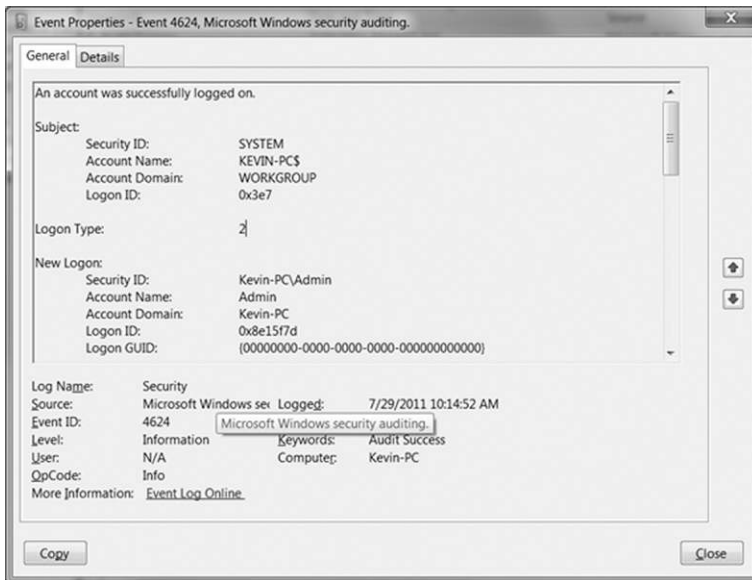 Event Properties - Event 4624, Microsoft Windows security auditing.
General Details
An account was successfully logged on.
Subject:
Security ID: SYSTEM
Account Name: KEVIN-PC$
Account Domain: WORKGROUP
Logon ID: 0x3e7
Logon Type: 2
New Logon:
Security ID: Kevin-PC\Admin
Account Name: Admin
Account Domain: Kevin-PC
Logon ID: 0x8e15f7d
Logon GUID: {00000000-0000-0000-0000-000000000000}
Log Name: Security
Source: Microsoft Windows sec Logged: 7/29/2011 10:14:52 AM
Event ID: 4624
Microsoft Windows security auditing.
Level: Information Keywords: Audit Success
User: N/A Computer: Kevin-PC
OpCode: Info
More Information: Event Log Online
Copy Close